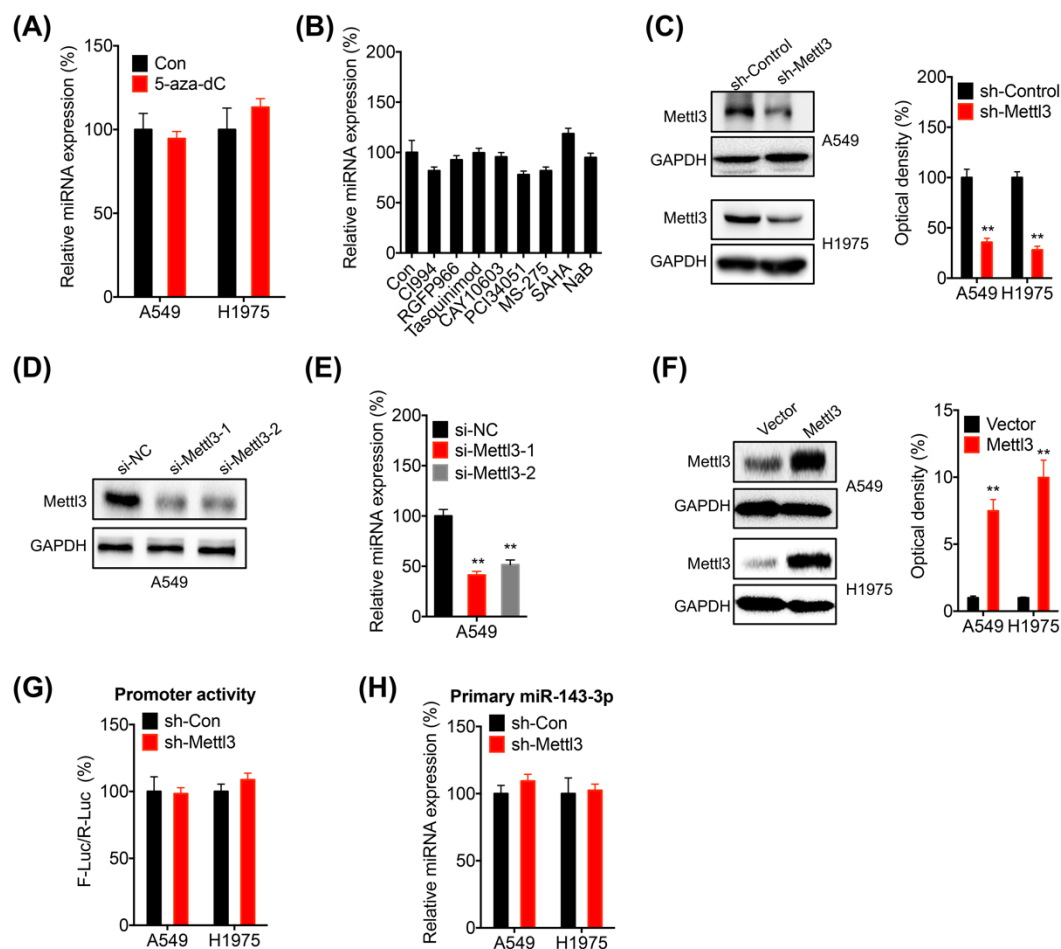 (A)
Relative miRNA expression (%)
150
100
50
0
Con
5-aza-dC
A549
H1975
(B)
Relative miRNA expression (%)
200
150
100
50
0
Con
CI994
RGFP966
Tasquinimod
CAY10603
PCI34051
MS-275
SAHA
NaB
(C)
sh-Control
sh-Mettl3
Mettl3
GAPDH
A549
Mettl3
GAPDH
H1975
Optical density (%)
200
150
100
50
0
sh-Control
sh-Mettl3
**
**
A549
H1975
(D)
si-NC
si-Mettl3-1
si-Mettl3-2
Mettl3
GAPDH
A549
(E)
Relative miRNA expression (%)
200
150
100
50
0
si-NC
si-Mettl3-1
si-Mettl3-2
**
**
A549
(F)
Vector
Mettl3
Mettl3
GAPDH
A549
Mettl3
GAPDH
H1975
Optical density (%)
15
10
5
0
Vector
Mettl3
**
**
A549
H1975
(G)
Promoter activity
F-Luc/R-Luc (%)
150
100
50
0
sh-Con
sh-Mettl3
A549
H1975
(H)
Primary miR-143-3p
Relative miRNA expression (%)
150
100
50
0
sh-Con
sh-Mettl3
A549
H1975